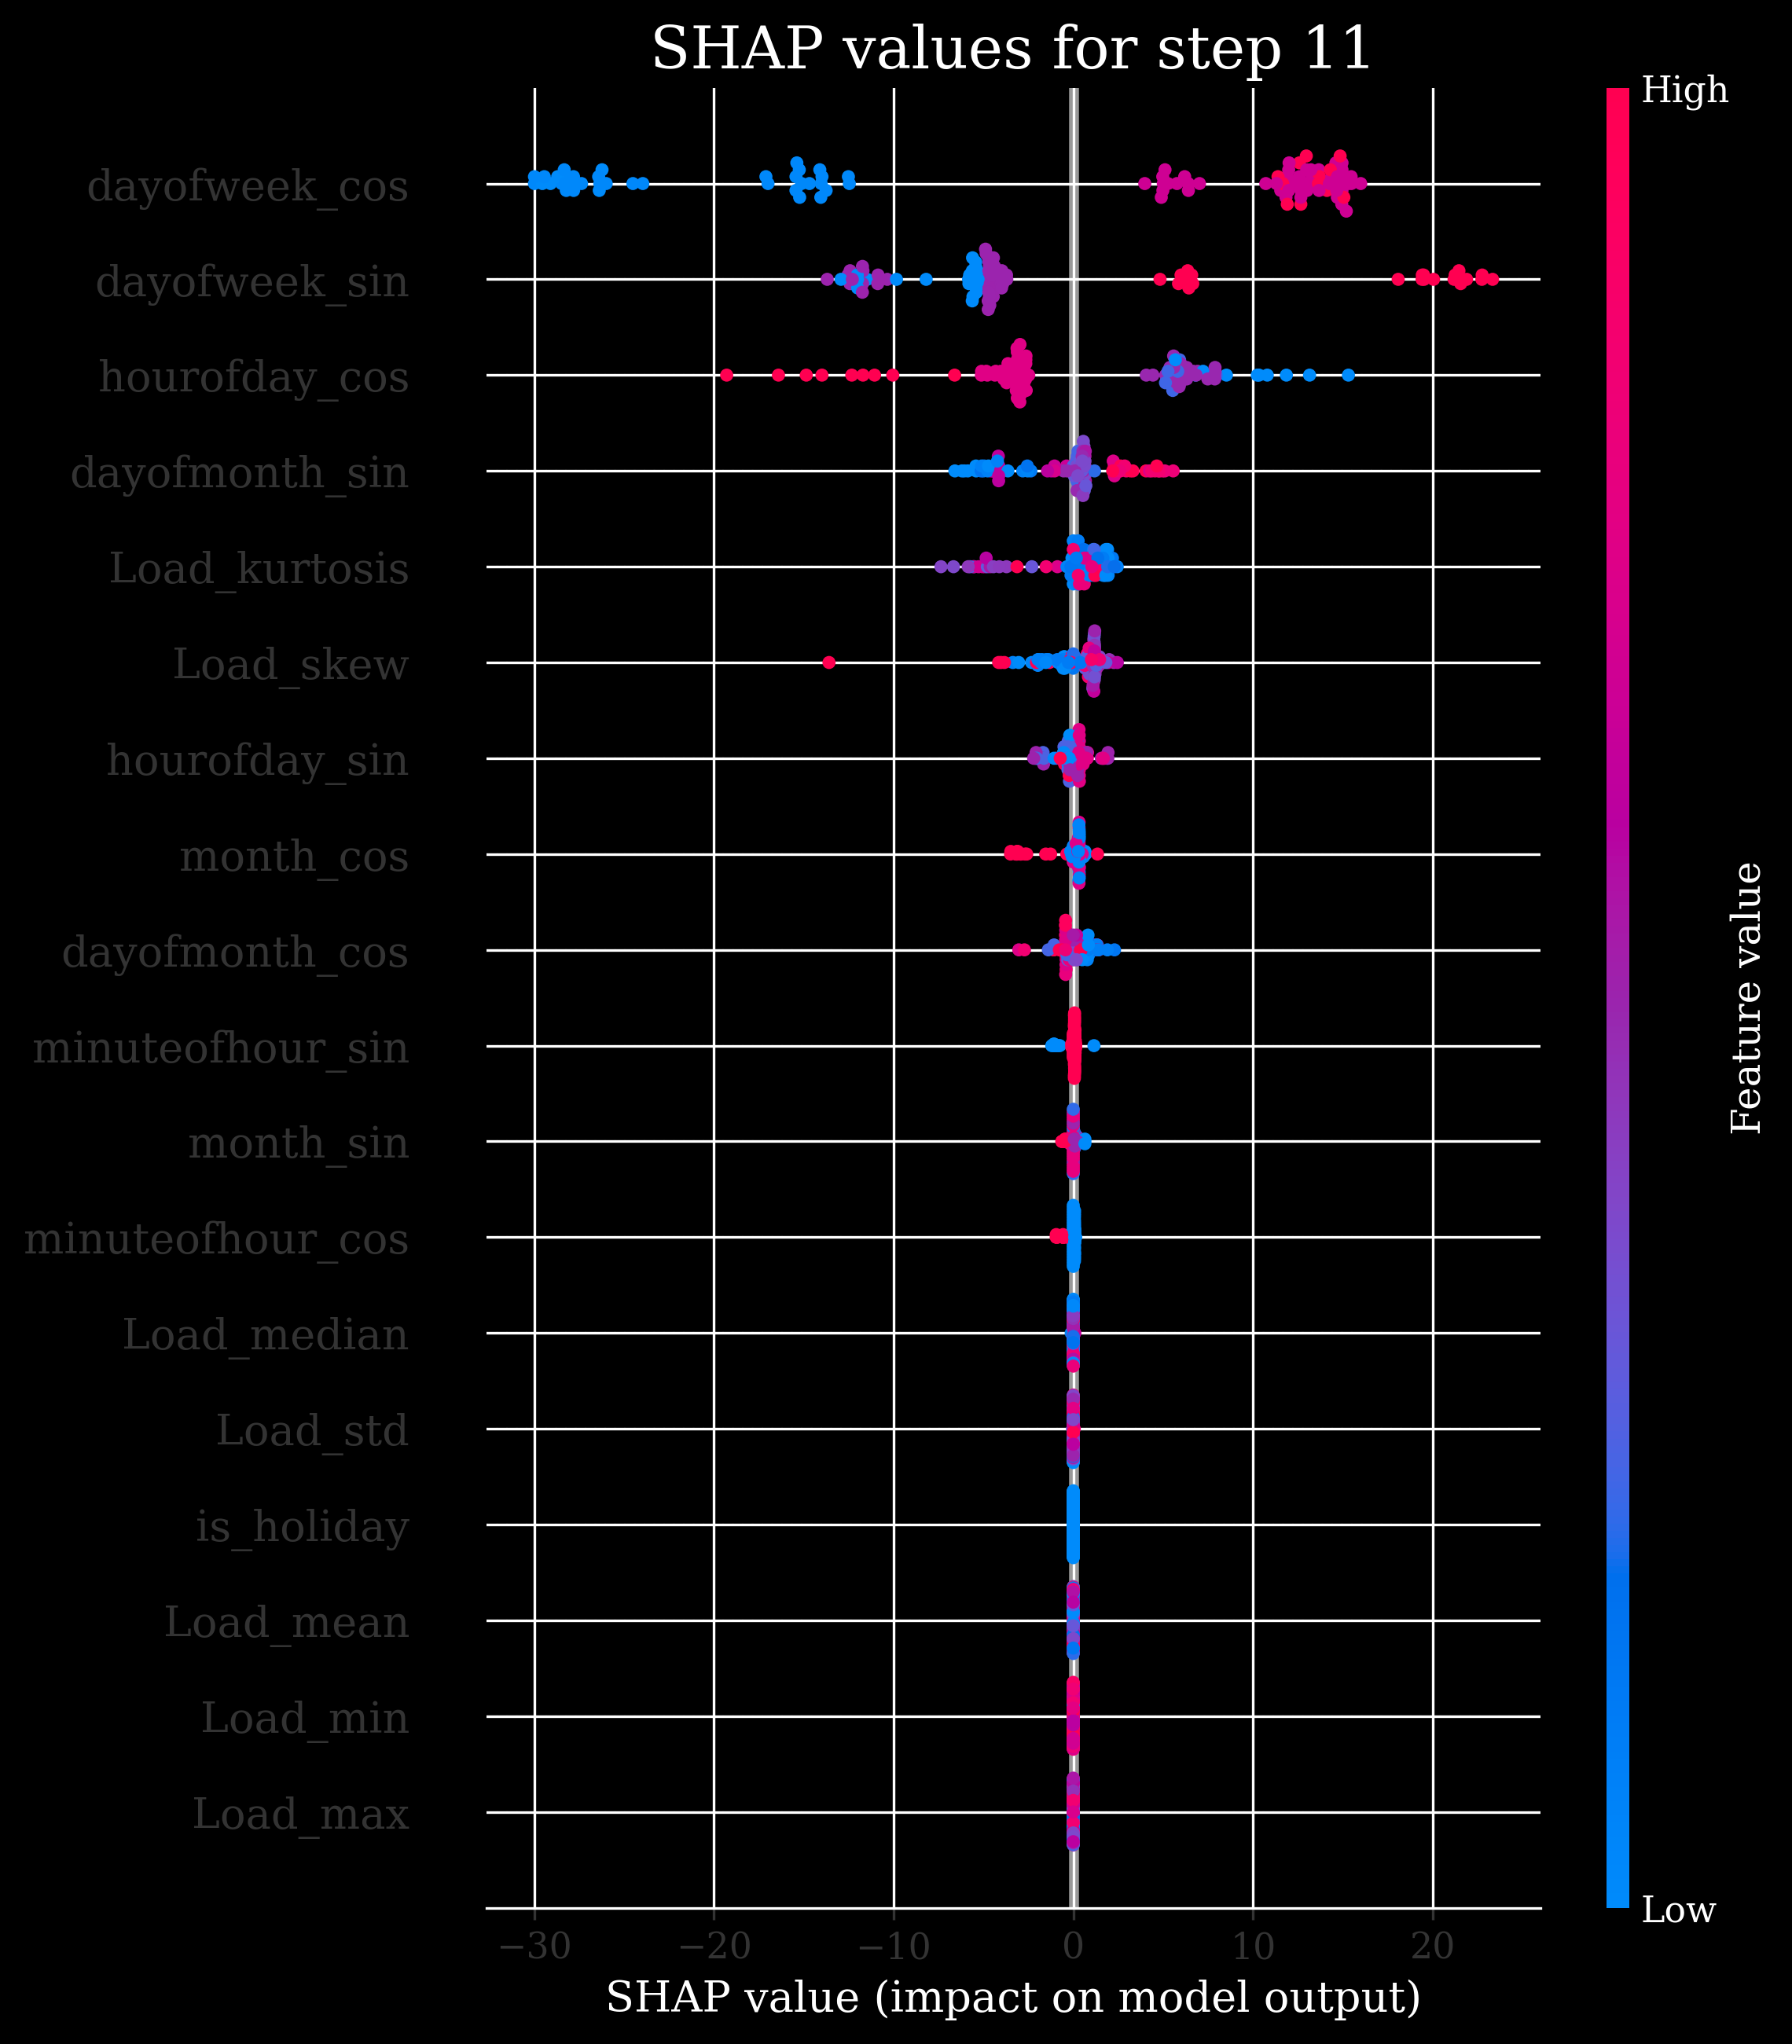 SHAP values for step 11
High
dayofweek_cos
dayofweek_sin
hourofday_cos
dayofmonth_sin
Load_kurtosis
Load_skew
hourofday_sin
month_cos
dayofmonth_cos
minuteofhour_sin
month_sin
minuteofhour_cos
Load_median
Load_std
is_holiday
Load_mean
Load_min
Load_max
Feature value
Low
−30 −20 −10 0 10 20
SHAP value (impact on model output)